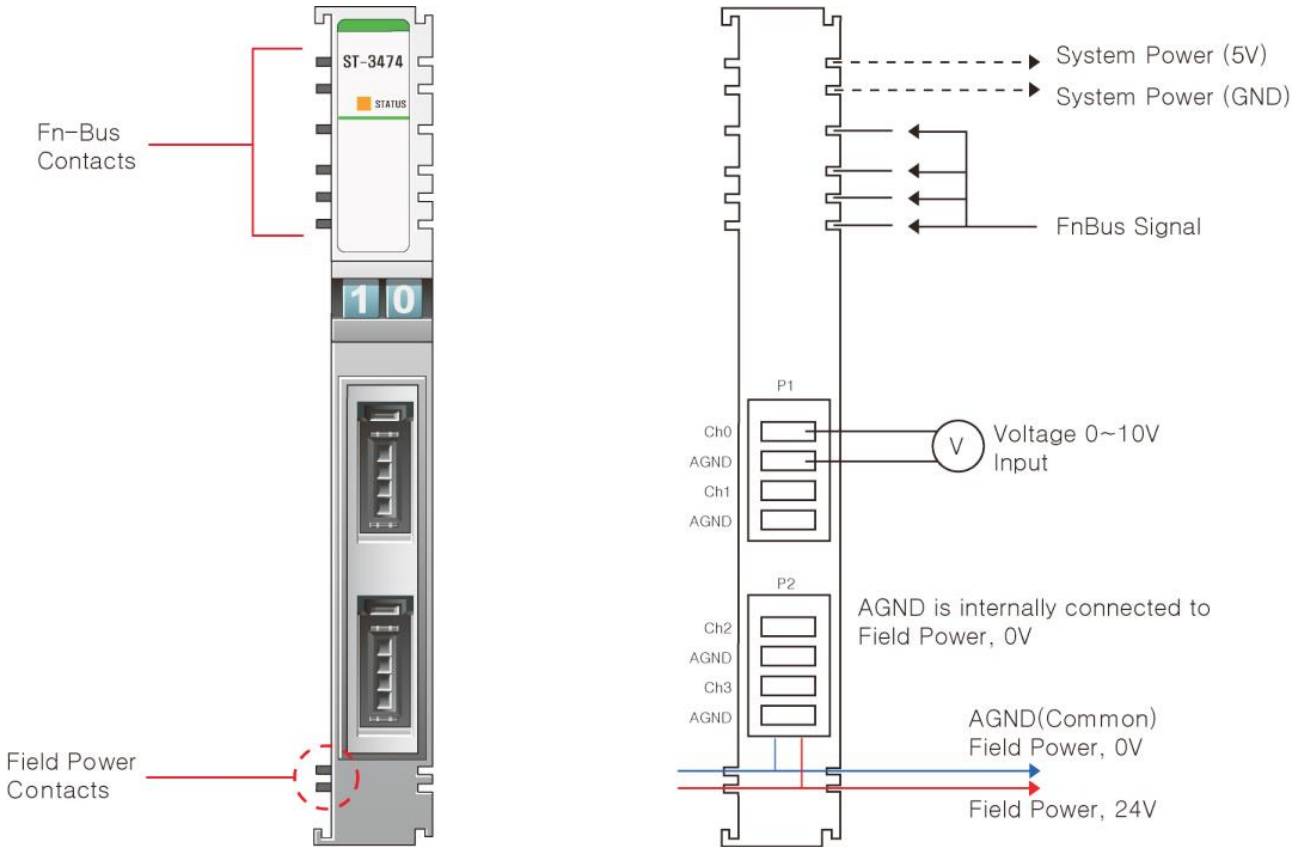 ST-3474
STATUS
Fn-Bus
Contacts
10
Field Power
Contacts
System Power (5V)
System Power (GND)
FnBus Signal
P1
Ch0
AGND
Ch1
AGND
V
Voltage 0~10V
Input
P2
Ch2
AGND
Ch3
AGND
AGND is internally connected to
Field Power, 0V
AGND(Common)
Field Power, 0V
Field Power, 24V